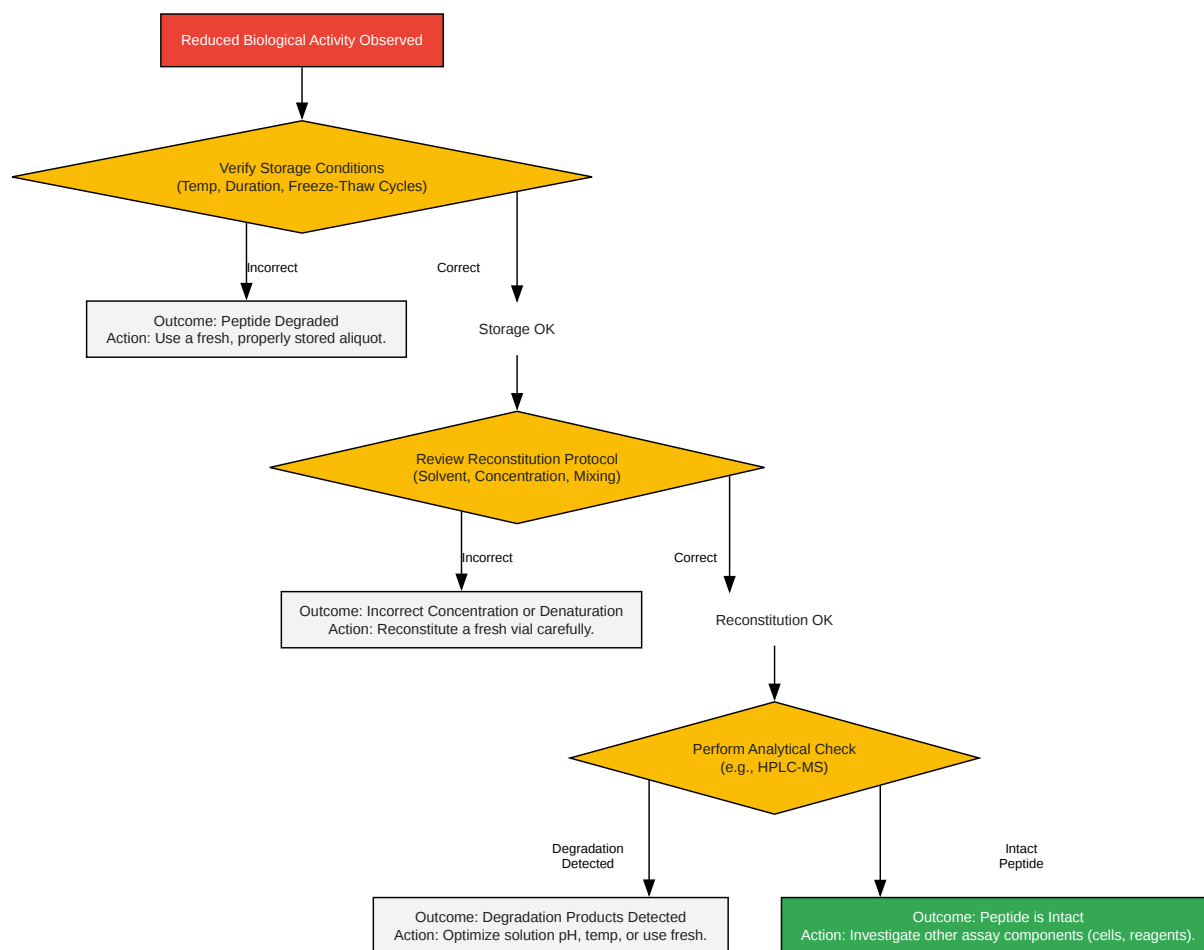 Reduced Biological Activity Observed
Verify Storage Conditions
(Temp, Duration, Freeze-Thaw Cycles)
Incorrect
Correct
Outcome: Peptide Degraded
Action: Use a fresh, properly stored aliquot.
Storage OK
Review Reconstitution Protocol
(Solvent, Concentration, Mixing)
Incorrect
Correct
Outcome: Incorrect Concentration or Denaturation
Action: Reconstitute a fresh vial carefully.
Reconstitution OK
Perform Analytical Check
(e.g., HPLC-MS)
Degradation
Detected
Intact
Peptide
Outcome: Degradation Products Detected
Action: Optimize solution pH, temp, or use fresh.
Outcome: Peptide is Intact
Action: Investigate other assay components (cells, reagents).